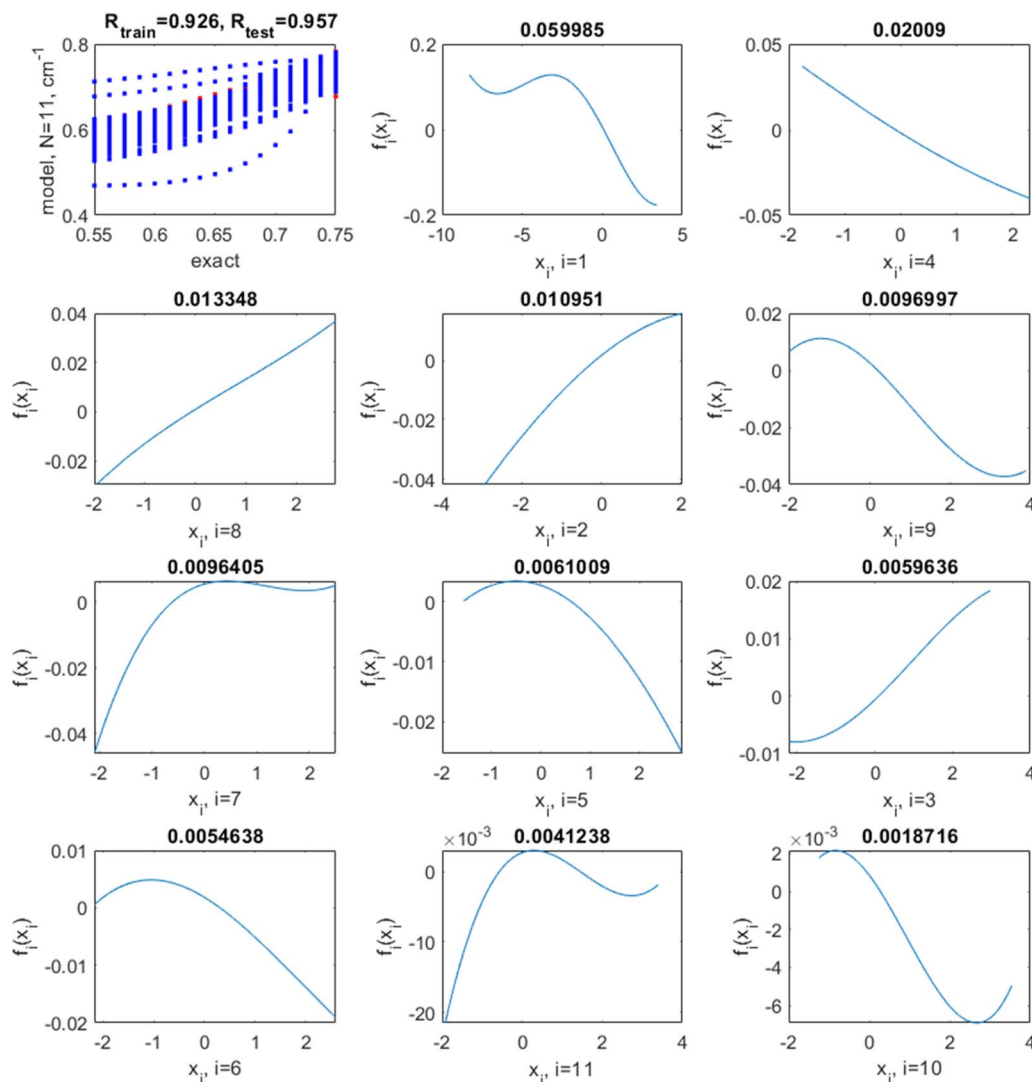 R_train=0.926, R_test=0.957
0.8
0.6
0.4
model, N=11, cm⁻¹
0.55 0.6 0.65 0.7 0.75
exact
0.059985
0.2
0
-0.2
f_i(x_i)
-10 -5 0 5
x_i, i=1
0.02009
0.05
0
-0.05
f_i(x_i)
-2 -1 0 1 2
x_i, i=4
0.013348
0.04
0.02
0
-0.02
f_i(x_i)
-2 -1 0 1 2
x_i, i=8
0.010951
0
-0.02
-0.04
f_i(x_i)
-4 -2 0 2
x_i, i=2
0.0096997
0.02
0
-0.02
-0.04
f_i(x_i)
-2 0 2 4
x_i, i=9
0.0096405
0
-0.02
-0.04
f_i(x_i)
-2 -1 0 1 2
x_i, i=7
0.0061009
0
-0.01
-0.02
f_i(x_i)
-2 -1 0 1 2
x_i, i=5
0.0059636
0.02
0.01
0
-0.01
f_i(x_i)
-2 0 2 4
x_i, i=3
0.0054638
0.01
0
-0.01
-0.02
f_i(x_i)
-2 -1 0 1 2
x_i, i=6
0.0041238
×10⁻³
0
-10
-20
f_i(x_i)
-2 0 2 4
x_i, i=11
0.0018716
×10⁻³
2
0
-2
-4
-6
f_i(x_i)
-2 0 2 4
x_i, i=10